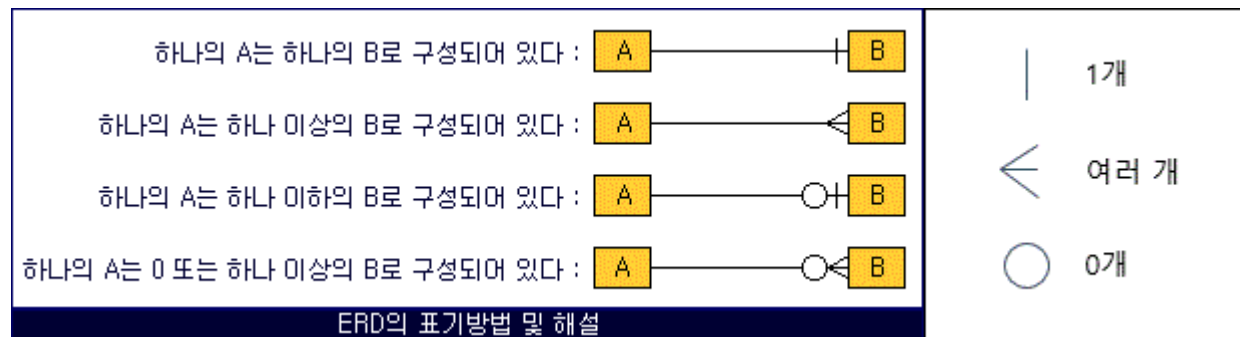 하나의 A는 하나의 B로 구성되어 있다 : A B
하나의 A는 하나 이상의 B로 구성되어 있다 : A B
하나의 A는 하나 이하의 B로 구성되어 있다 : A B
하나의 A는 0 또는 하나 이상의 B로 구성되어 있다 : A B
ERD의 표기방법 및 해설
1개
여러 개
0개